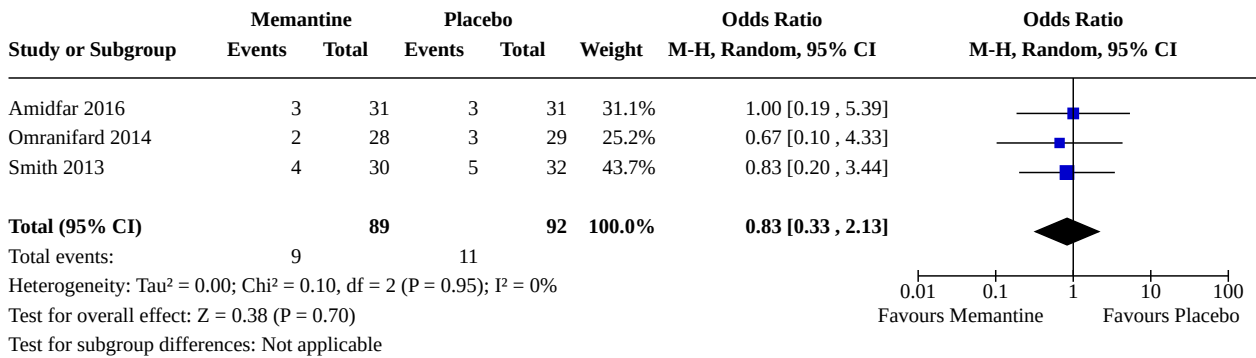 Memantine Placebo Odds Ratio Odds Ratio
Study or Subgroup Events Total Events Total Weight M-H, Random, 95% CI M-H, Random, 95% CI
Amidfar 2016 3 31 3 31 31.1% 1.00 [0.19 , 5.39]
Omranifard 2014 2 28 3 29 25.2% 0.67 [0.10 , 4.33]
Smith 2013 4 30 5 32 43.7% 0.83 [0.20 , 3.44]
Total (95% CI) 89 92 100.0% 0.83 [0.33 , 2.13]
Total events: 9 11
Heterogeneity: Tau² = 0.00; Chi² = 0.10, df = 2 (P = 0.95); I² = 0%
0.01 0.1 1 10 100
Test for overall effect: Z = 0.38 (P = 0.70) Favours Memantine Favours Placebo
Test for subgroup differences: Not applicable